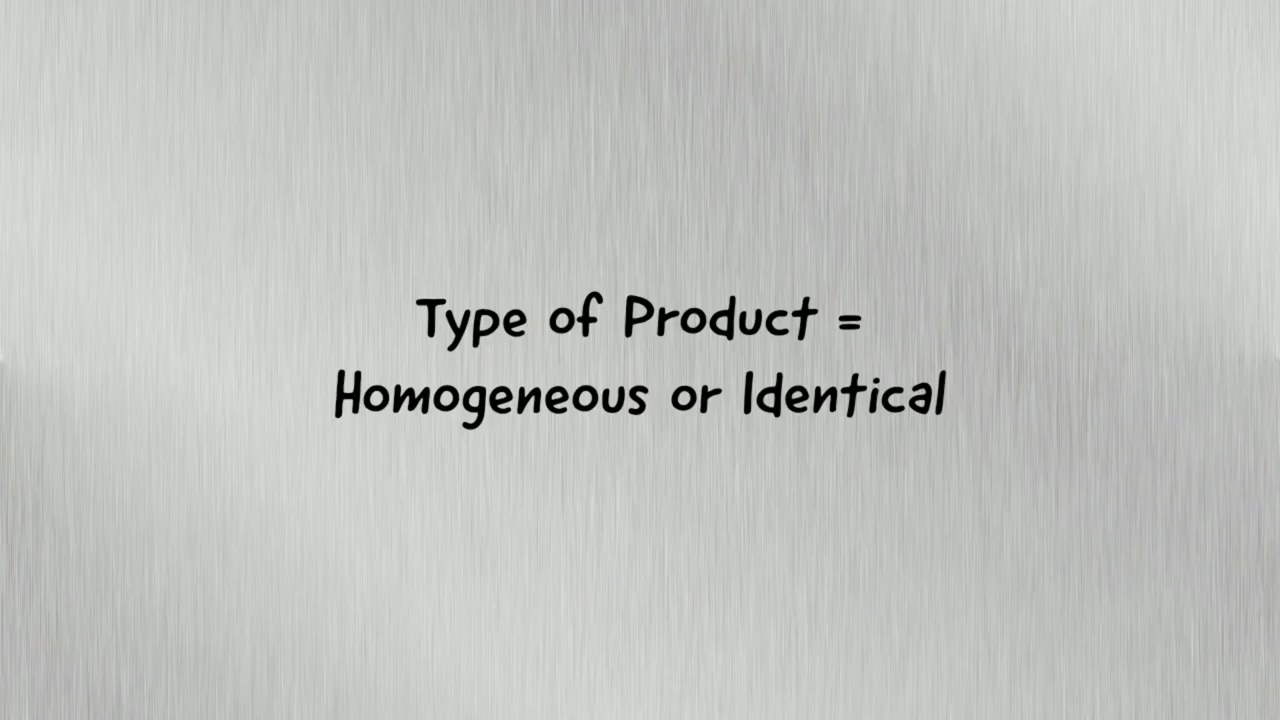 Type of Product =
Homogeneous or Identical